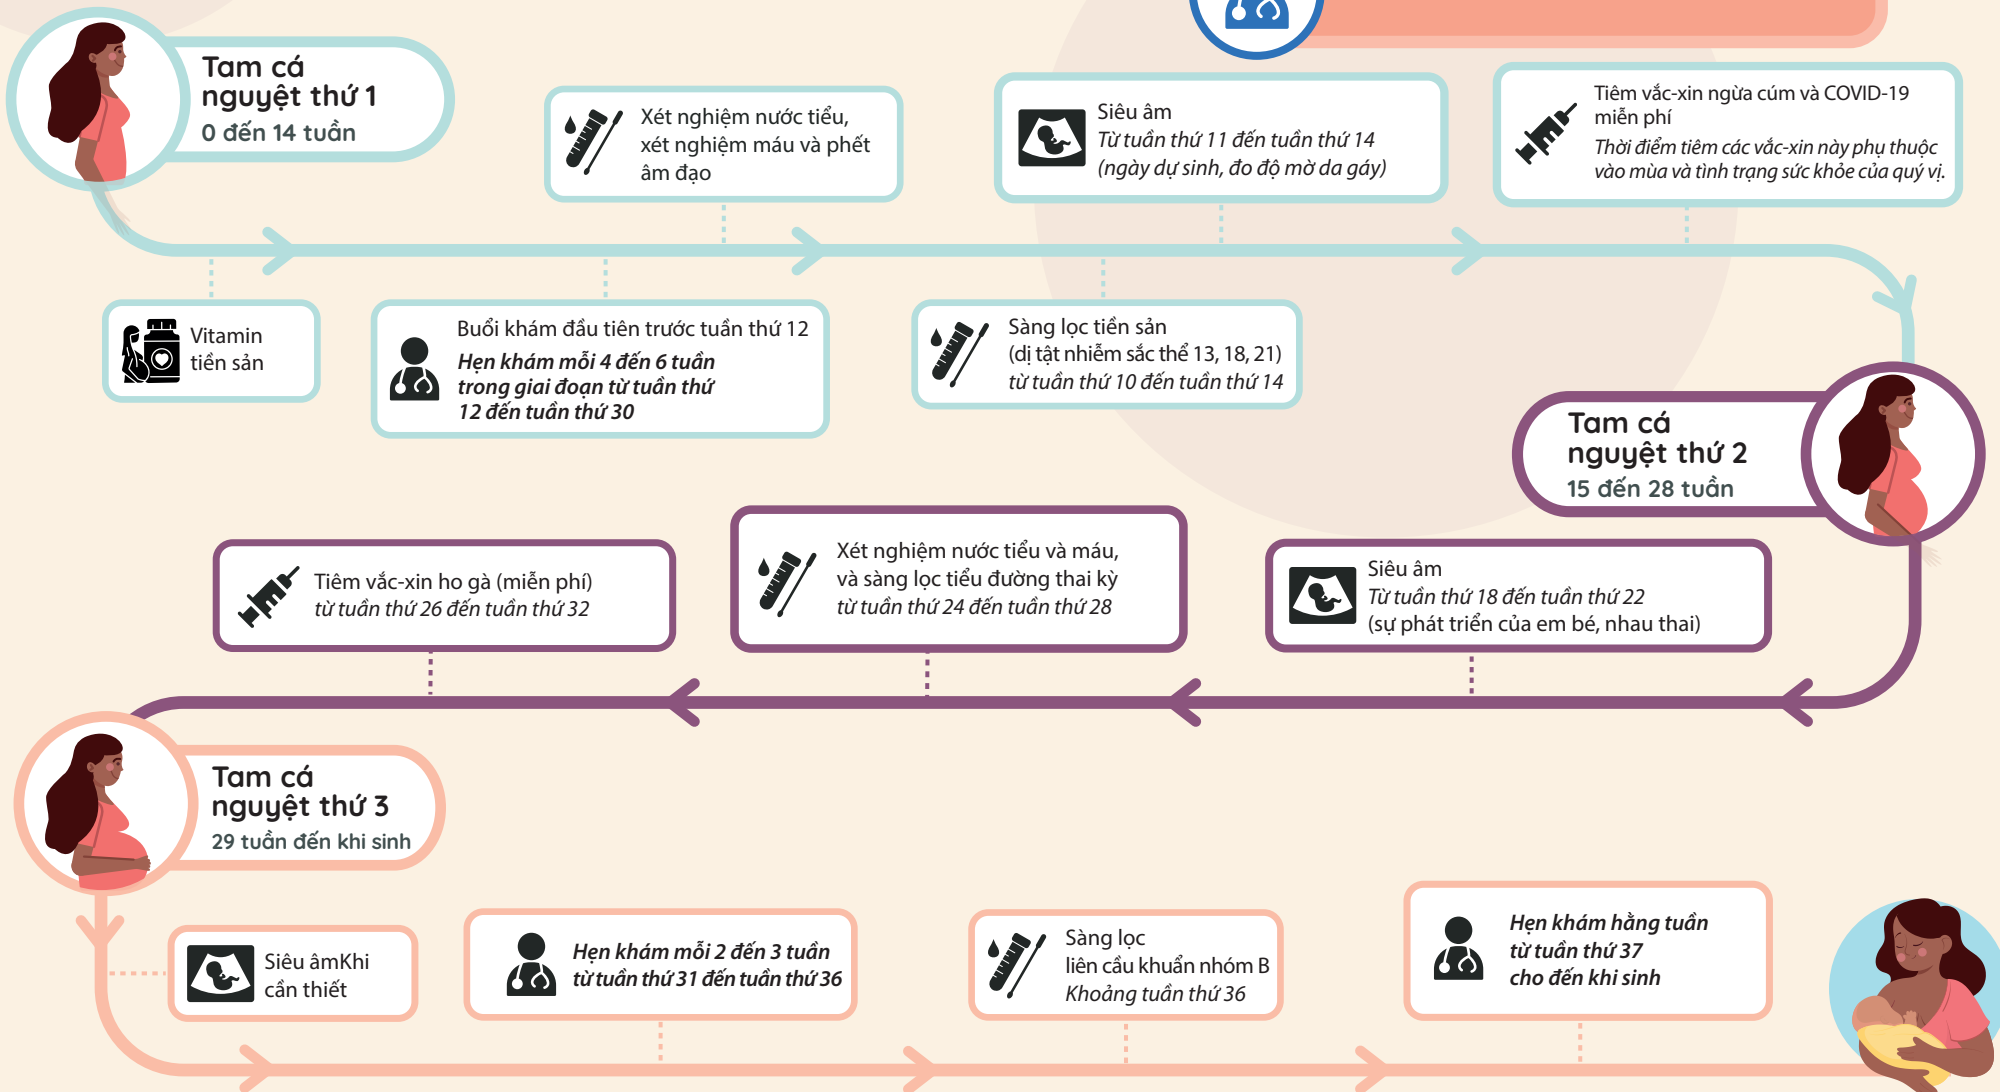 Tam cá
nguyệt thứ 1
0 đến 14 tuần
Xét nghiệm nước tiểu,
xét nghiệm máu và phết
âm đạo
Siêu âm
Từ tuần thứ 11 đến tuần thứ 14
(ngày dự sinh, đo độ mờ da gáy)
Tiêm vắc-xin ngừa cúm và COVID-19
miễn phí
Thời điểm tiêm các vắc-xin này phụ thuộc
vào mùa và tình trạng sức khỏe của quý vị.
Vitamin
tiền sản
Buổi khám đầu tiên trước tuần thứ 12
Hẹn khám mỗi 4 đến 6 tuần
trong giai đoạn từ tuần thứ
12 đến tuần thứ 30
Sàng lọc tiền sản
(dị tật nhiễm sắc thể 13, 18, 21)
từ tuần thứ 10 đến tuần thứ 14
Tam cá
nguyệt thứ 2
15 đến 28 tuần
Siêu âm
Từ tuần thứ 18 đến tuần thứ 22
(sự phát triển của em bé, nhau thai)
Xét nghiệm nước tiểu và máu,
và sàng lọc tiểu đường thai kỳ
từ tuần thứ 24 đến tuần thứ 28
Tiêm vắc-xin ho gà (miễn phí)
từ tuần thứ 26 đến tuần thứ 32
Tam cá
nguyệt thứ 3
29 tuần đến khi sinh
Siêu âmKhi
cần thiết
Hẹn khám mỗi 2 đến 3 tuần
từ tuần thứ 31 đến tuần thứ 36
Sàng lọc
liên cầu khuẩn nhóm B
Khoảng tuần thứ 36
Hẹn khám hằng tuần
từ tuần thứ 37
cho đến khi sinh